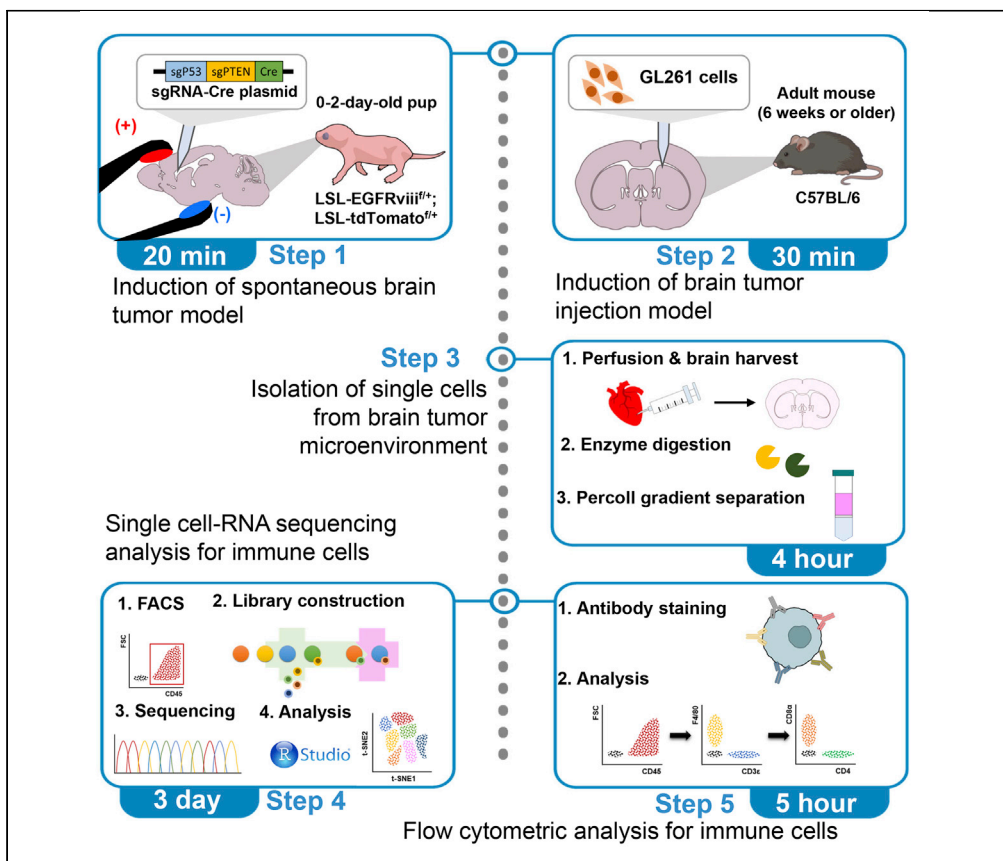 sgP53 sgPTEN Cre
sgRNA-Cre plasmid
(+)
(-)
0-2-day-old pup
LSL-EGFRviii^f/+;
LSL-tdTomato^f/+
20 min
Step 1
Induction of spontaneous brain
tumor model
GL261 cells
Adult mouse
(6 weeks or older)
C57BL/6
Step 2
30 min
Induction of brain tumor
injection model
Step 3
Isolation of single cells
from brain tumor
microenvironment
1. Perfusion & brain harvest
2. Enzyme digestion
3. Percoll gradient separation
4 hour
Single cell-RNA sequencing
analysis for immune cells
1. FACS
FSC
CD45
2. Library construction
3. Sequencing
4. Analysis
R Studio
t-SNE2
t-SNE1
3 day
Step 4
1. Antibody staining
2. Analysis
FSC
CD45
F4/80
CD3ε
CD8α
CD4
Step 5
5 hour
Flow cytometric analysis for immune cells